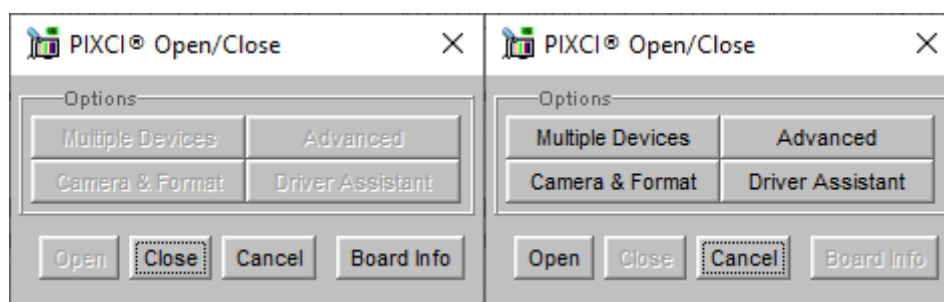 PIXCI® Open/Close
Options
Multiple Devices Advanced
Camera & Format Driver Assistant
Open Close Cancel Board Info
PIXCI® Open/Close
Options
Multiple Devices Advanced
Camera & Format Driver Assistant
Open Close Cancel Board Info